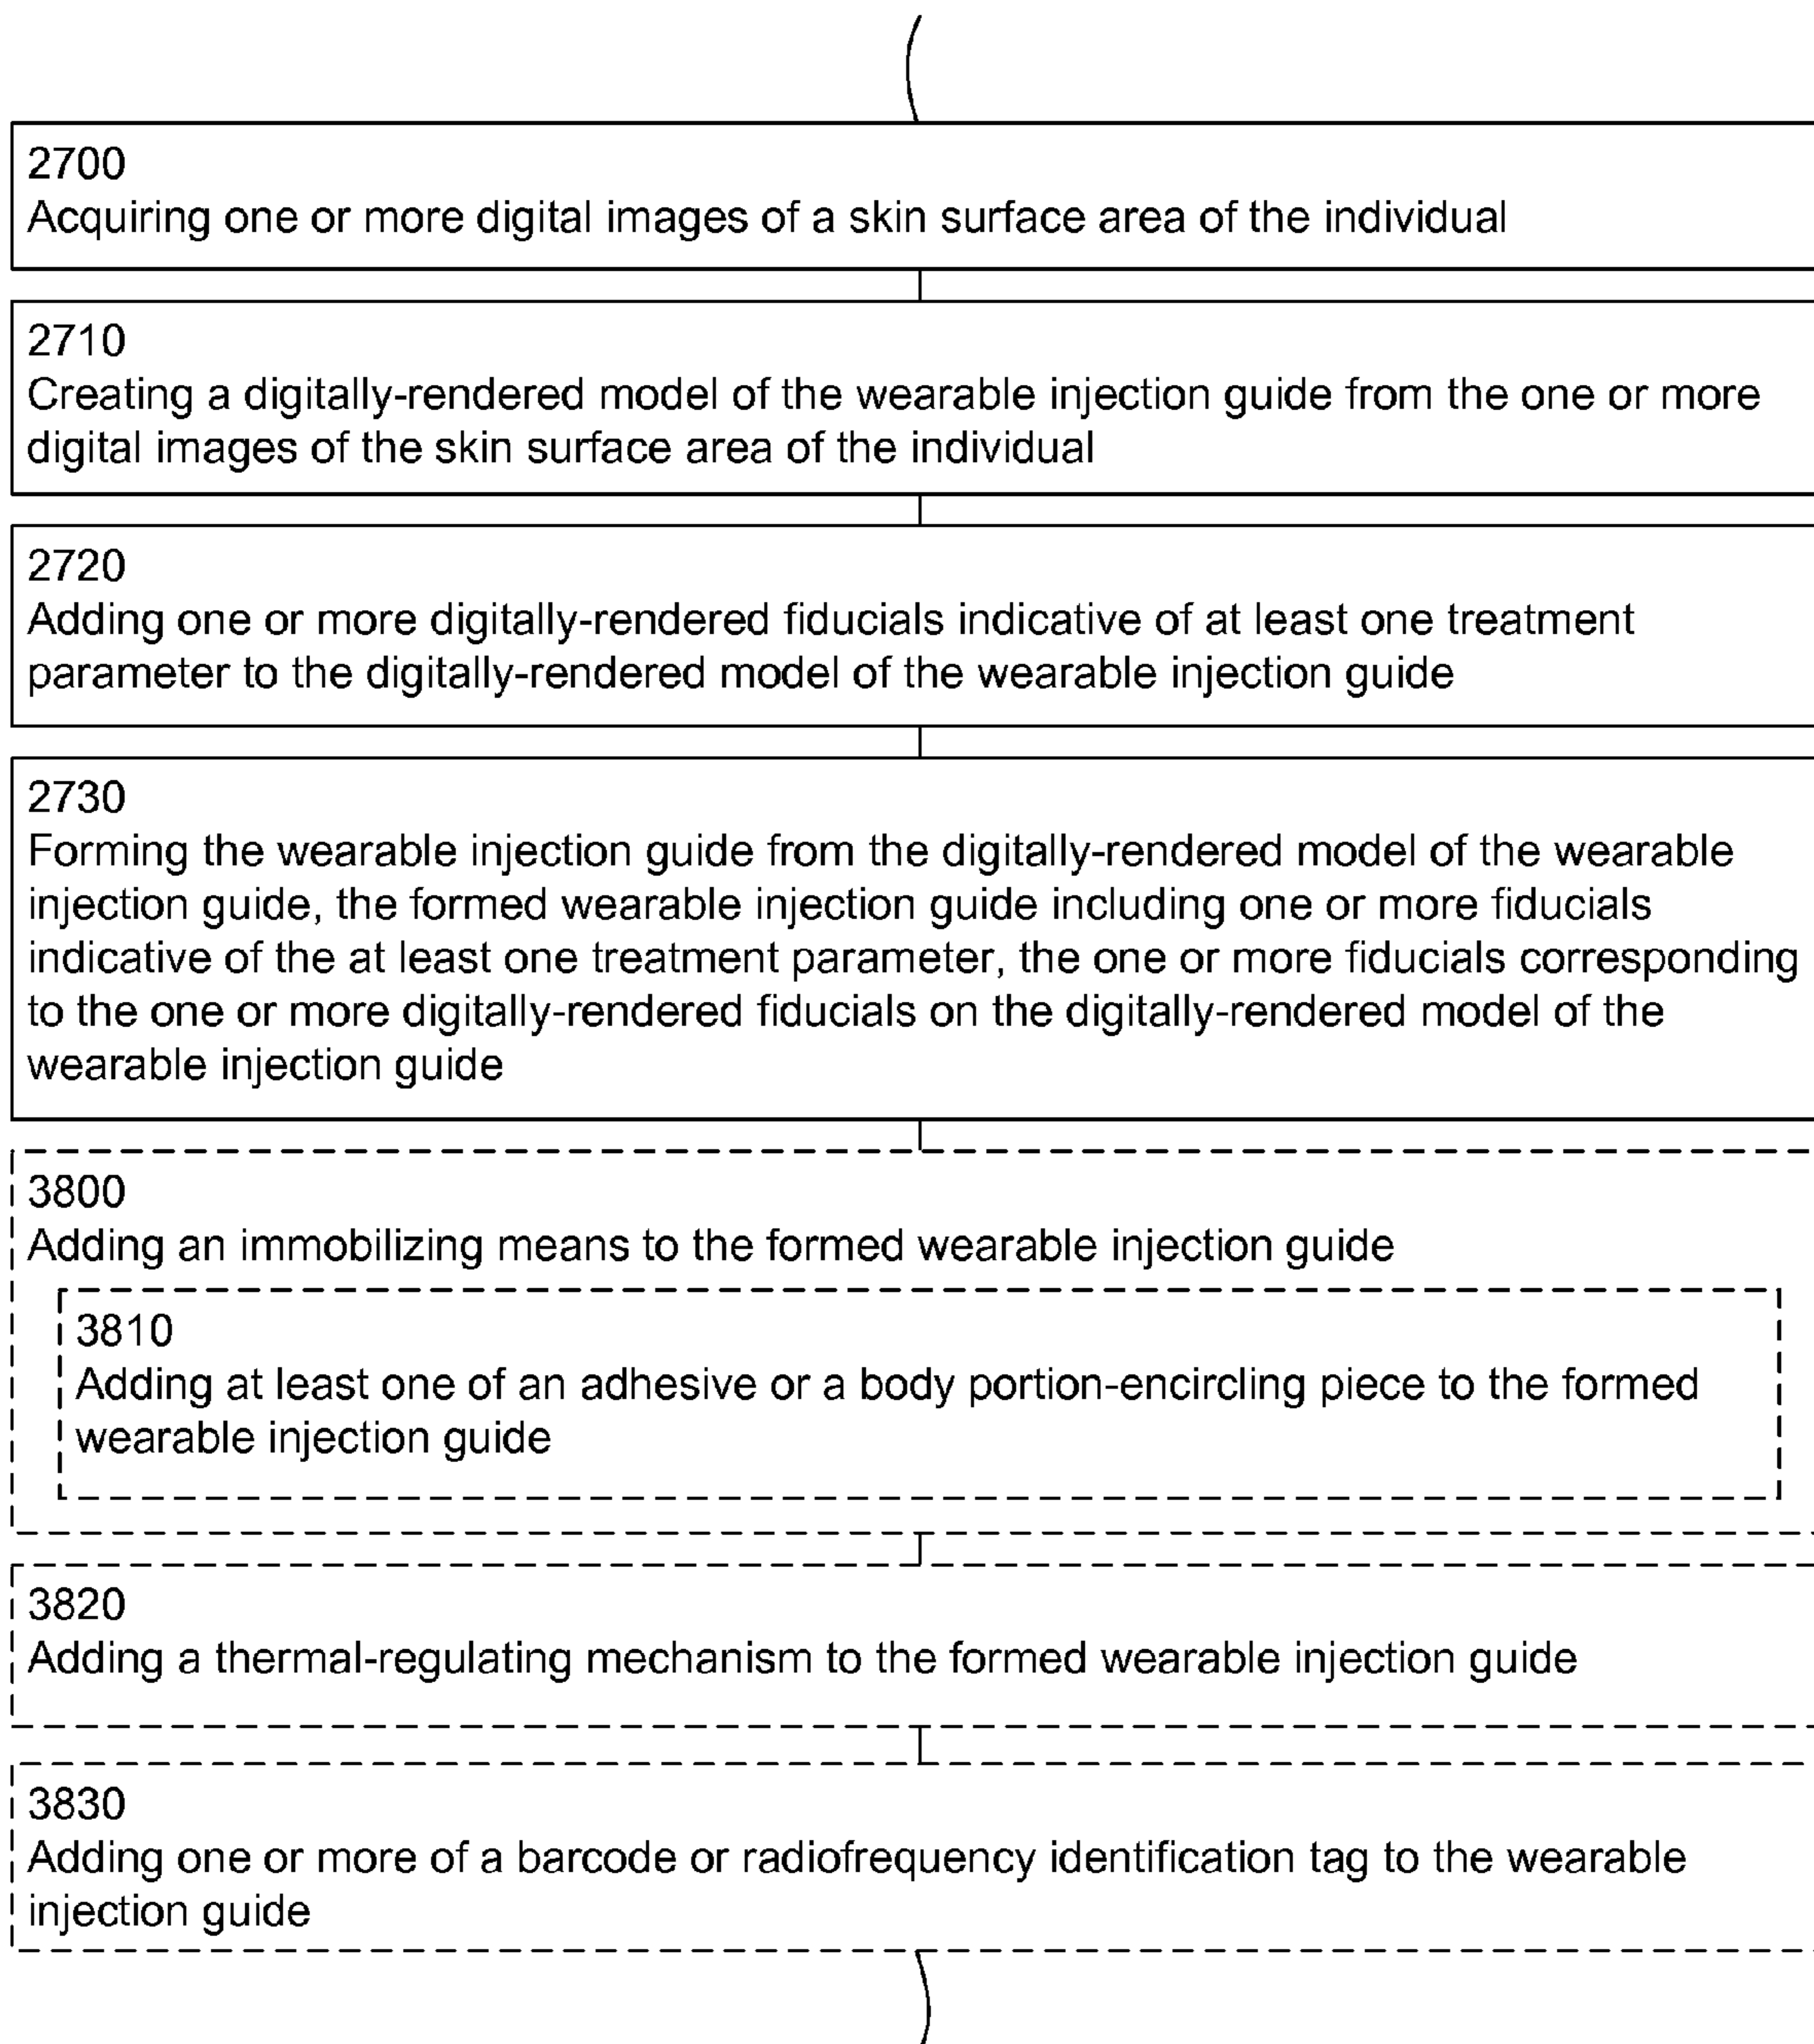 2700
Acquiring one or more digital images of a skin surface area of the individual
2710
Creating a digitally-rendered model of the wearable injection guide from the one or more
digital images of the skin surface area of the individual
2720
Adding one or more digitally-rendered fiducials indicative of at least one treatment
parameter to the digitally-rendered model of the wearable injection guide
2730
Forming the wearable injection guide from the digitally-rendered model of the wearable
injection guide, the formed wearable injection guide including one or more fiducials
indicative of the at least one treatment parameter, the one or more fiducials corresponding
to the one or more digitally-rendered fiducials on the digitally-rendered model of the
wearable injection guide
3800
Adding an immobilizing means to the formed wearable injection guide
3810
Adding at least one of an adhesive or a body portion-encircling piece to the formed
wearable injection guide
3820
Adding a thermal-regulating mechanism to the formed wearable injection guide
3830
Adding one or more of a barcode or radiofrequency identification tag to the wearable
injection guide